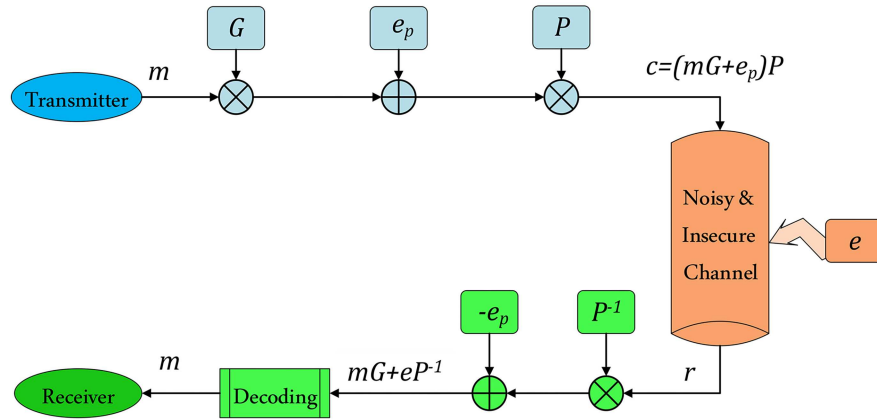 G
e_p
P
m
c=(mG+e_p)P
Transmitter
Noisy &
Insecure
Channel
e
-e_p
P^-1
m
mG+eP^-1
r
Receiver
Decoding